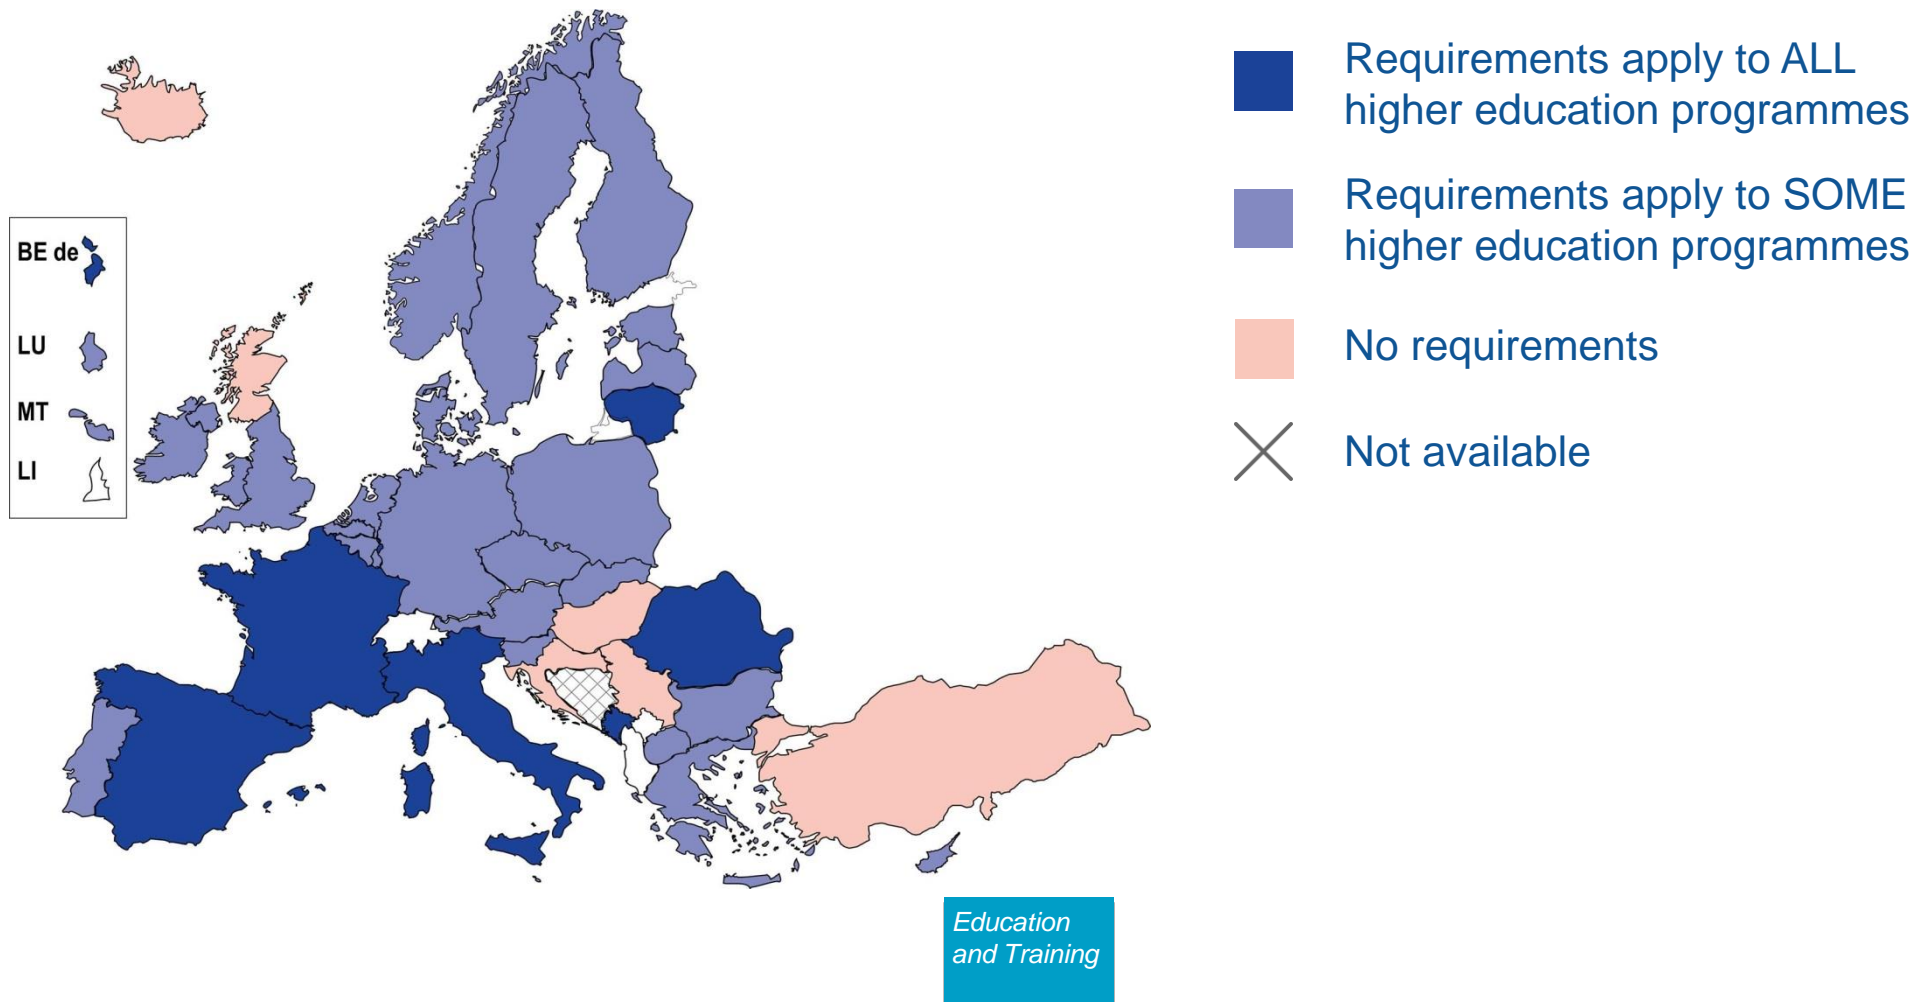 BE de
LU
MT
LI
Requirements apply to ALL
higher education programmes
Requirements apply to SOME
higher education programmes
No requirements
Not available
Education
and Training